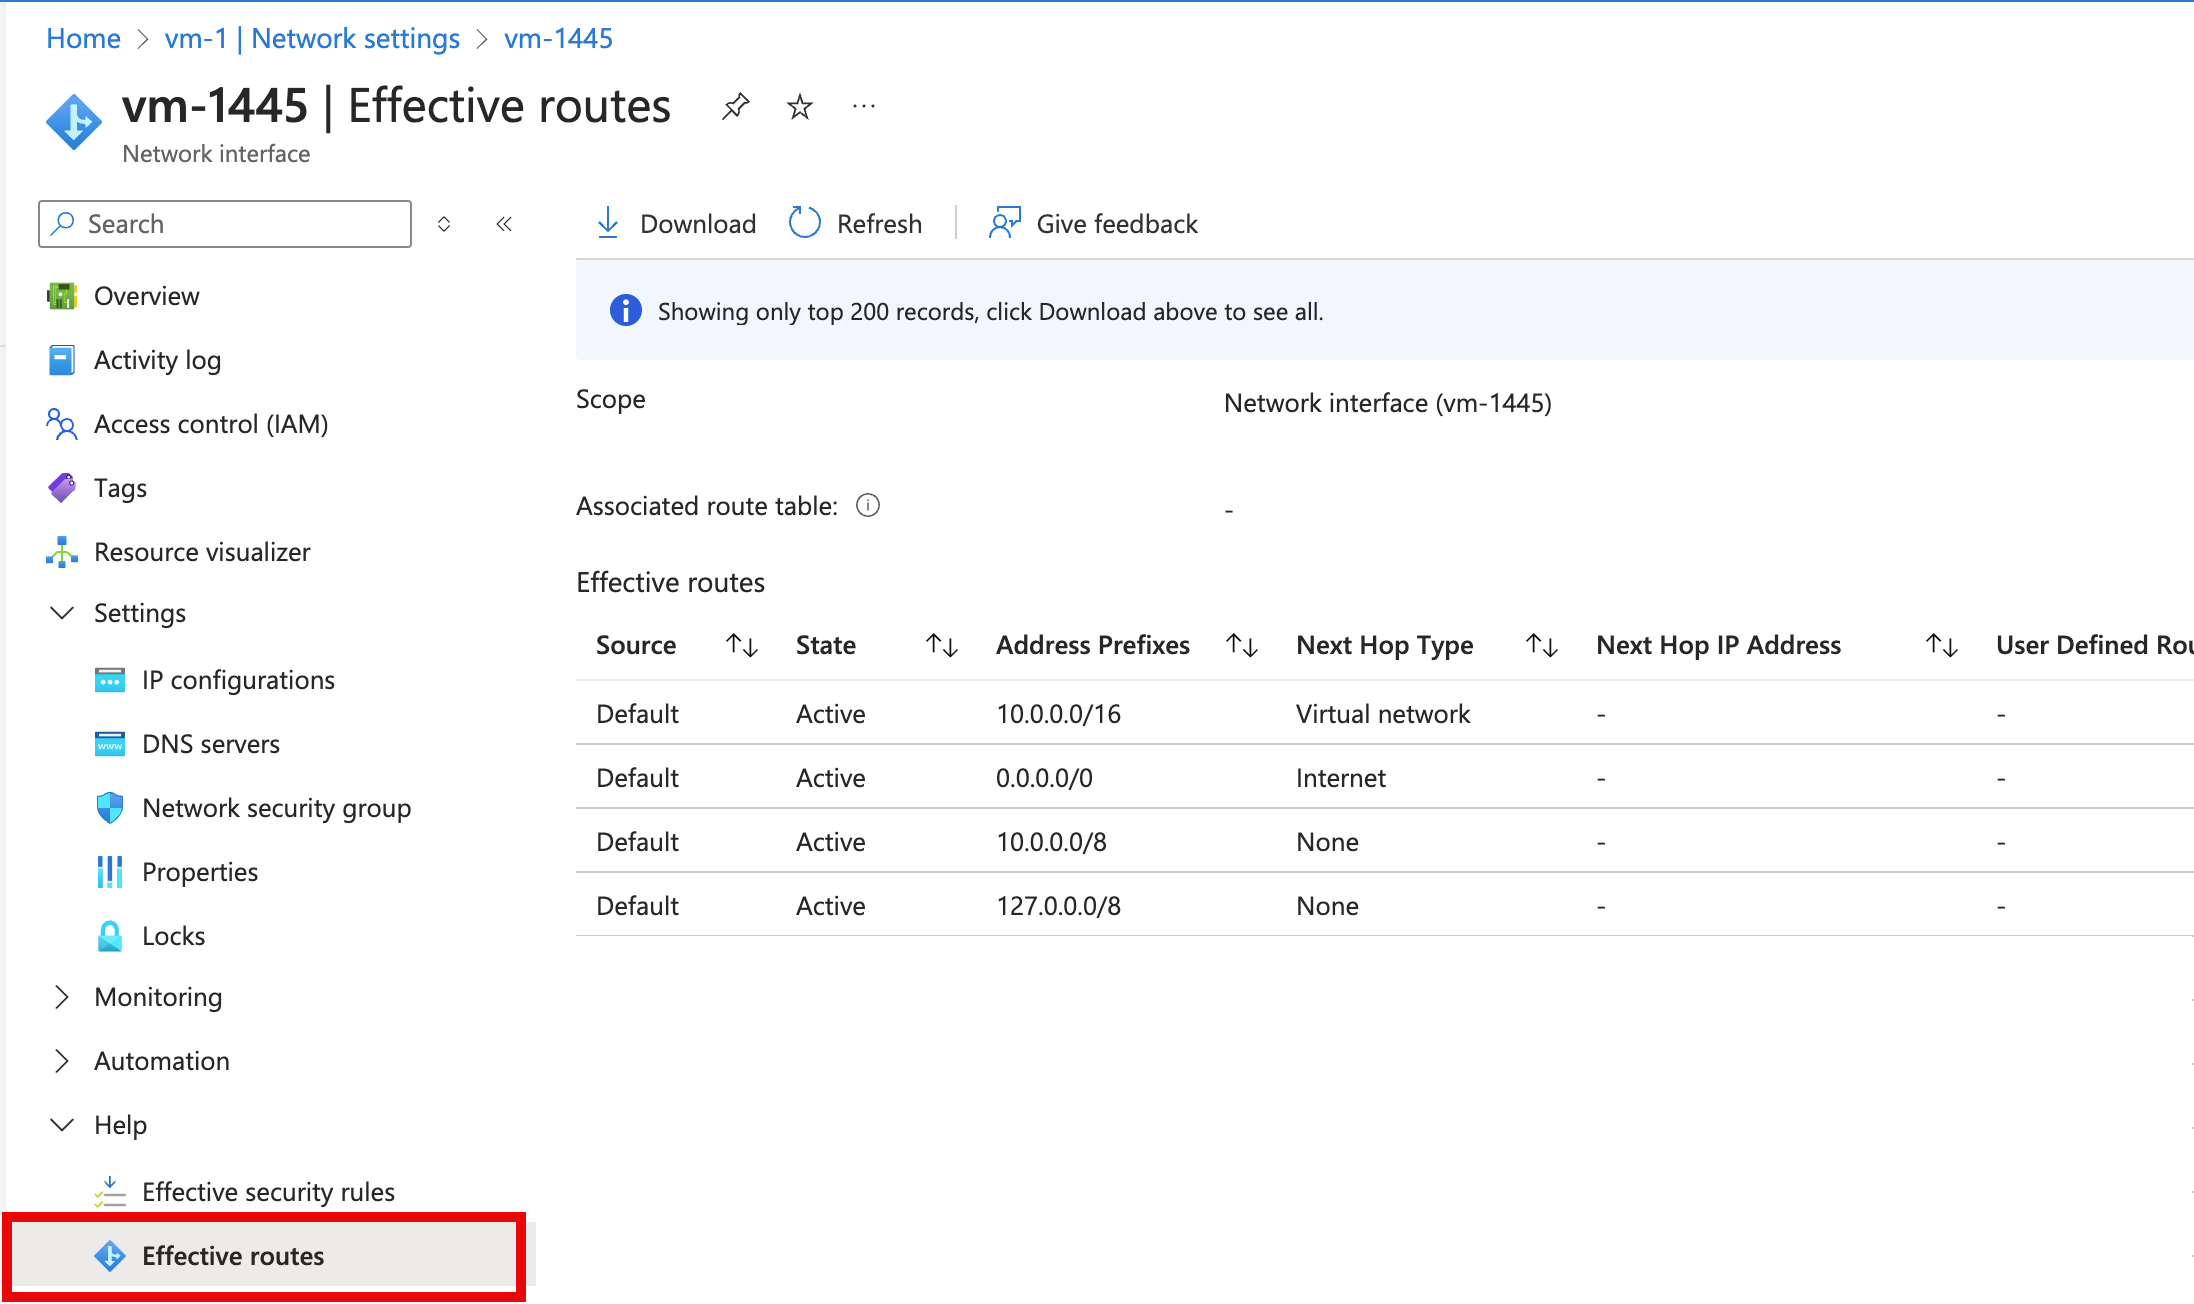 Home > vm-1 | Network settings > vm-1445
vm-1445 | Effective routes ...
Network interface
Search
Download Refresh Give feedback
Showing only top 200 records, click Download above to see all.
Overview
Activity log
Access control (IAM)
Tags
Resource visualizer
Settings
IP configurations
DNS servers
Network security group
Properties
Locks
Monitoring
Automation
Help
Effective security rules
Effective routes
Scope Network interface (vm-1445)
Associated route table: -
Effective routes
Source State Address Prefixes Next Hop Type Next Hop IP Address User Defined Rou
Default Active 10.0.0.0/16 Virtual network - -
Default Active 0.0.0.0/0 Internet - -
Default Active 10.0.0.0/8 None - -
Default Active 127.0.0.0/8 None - -